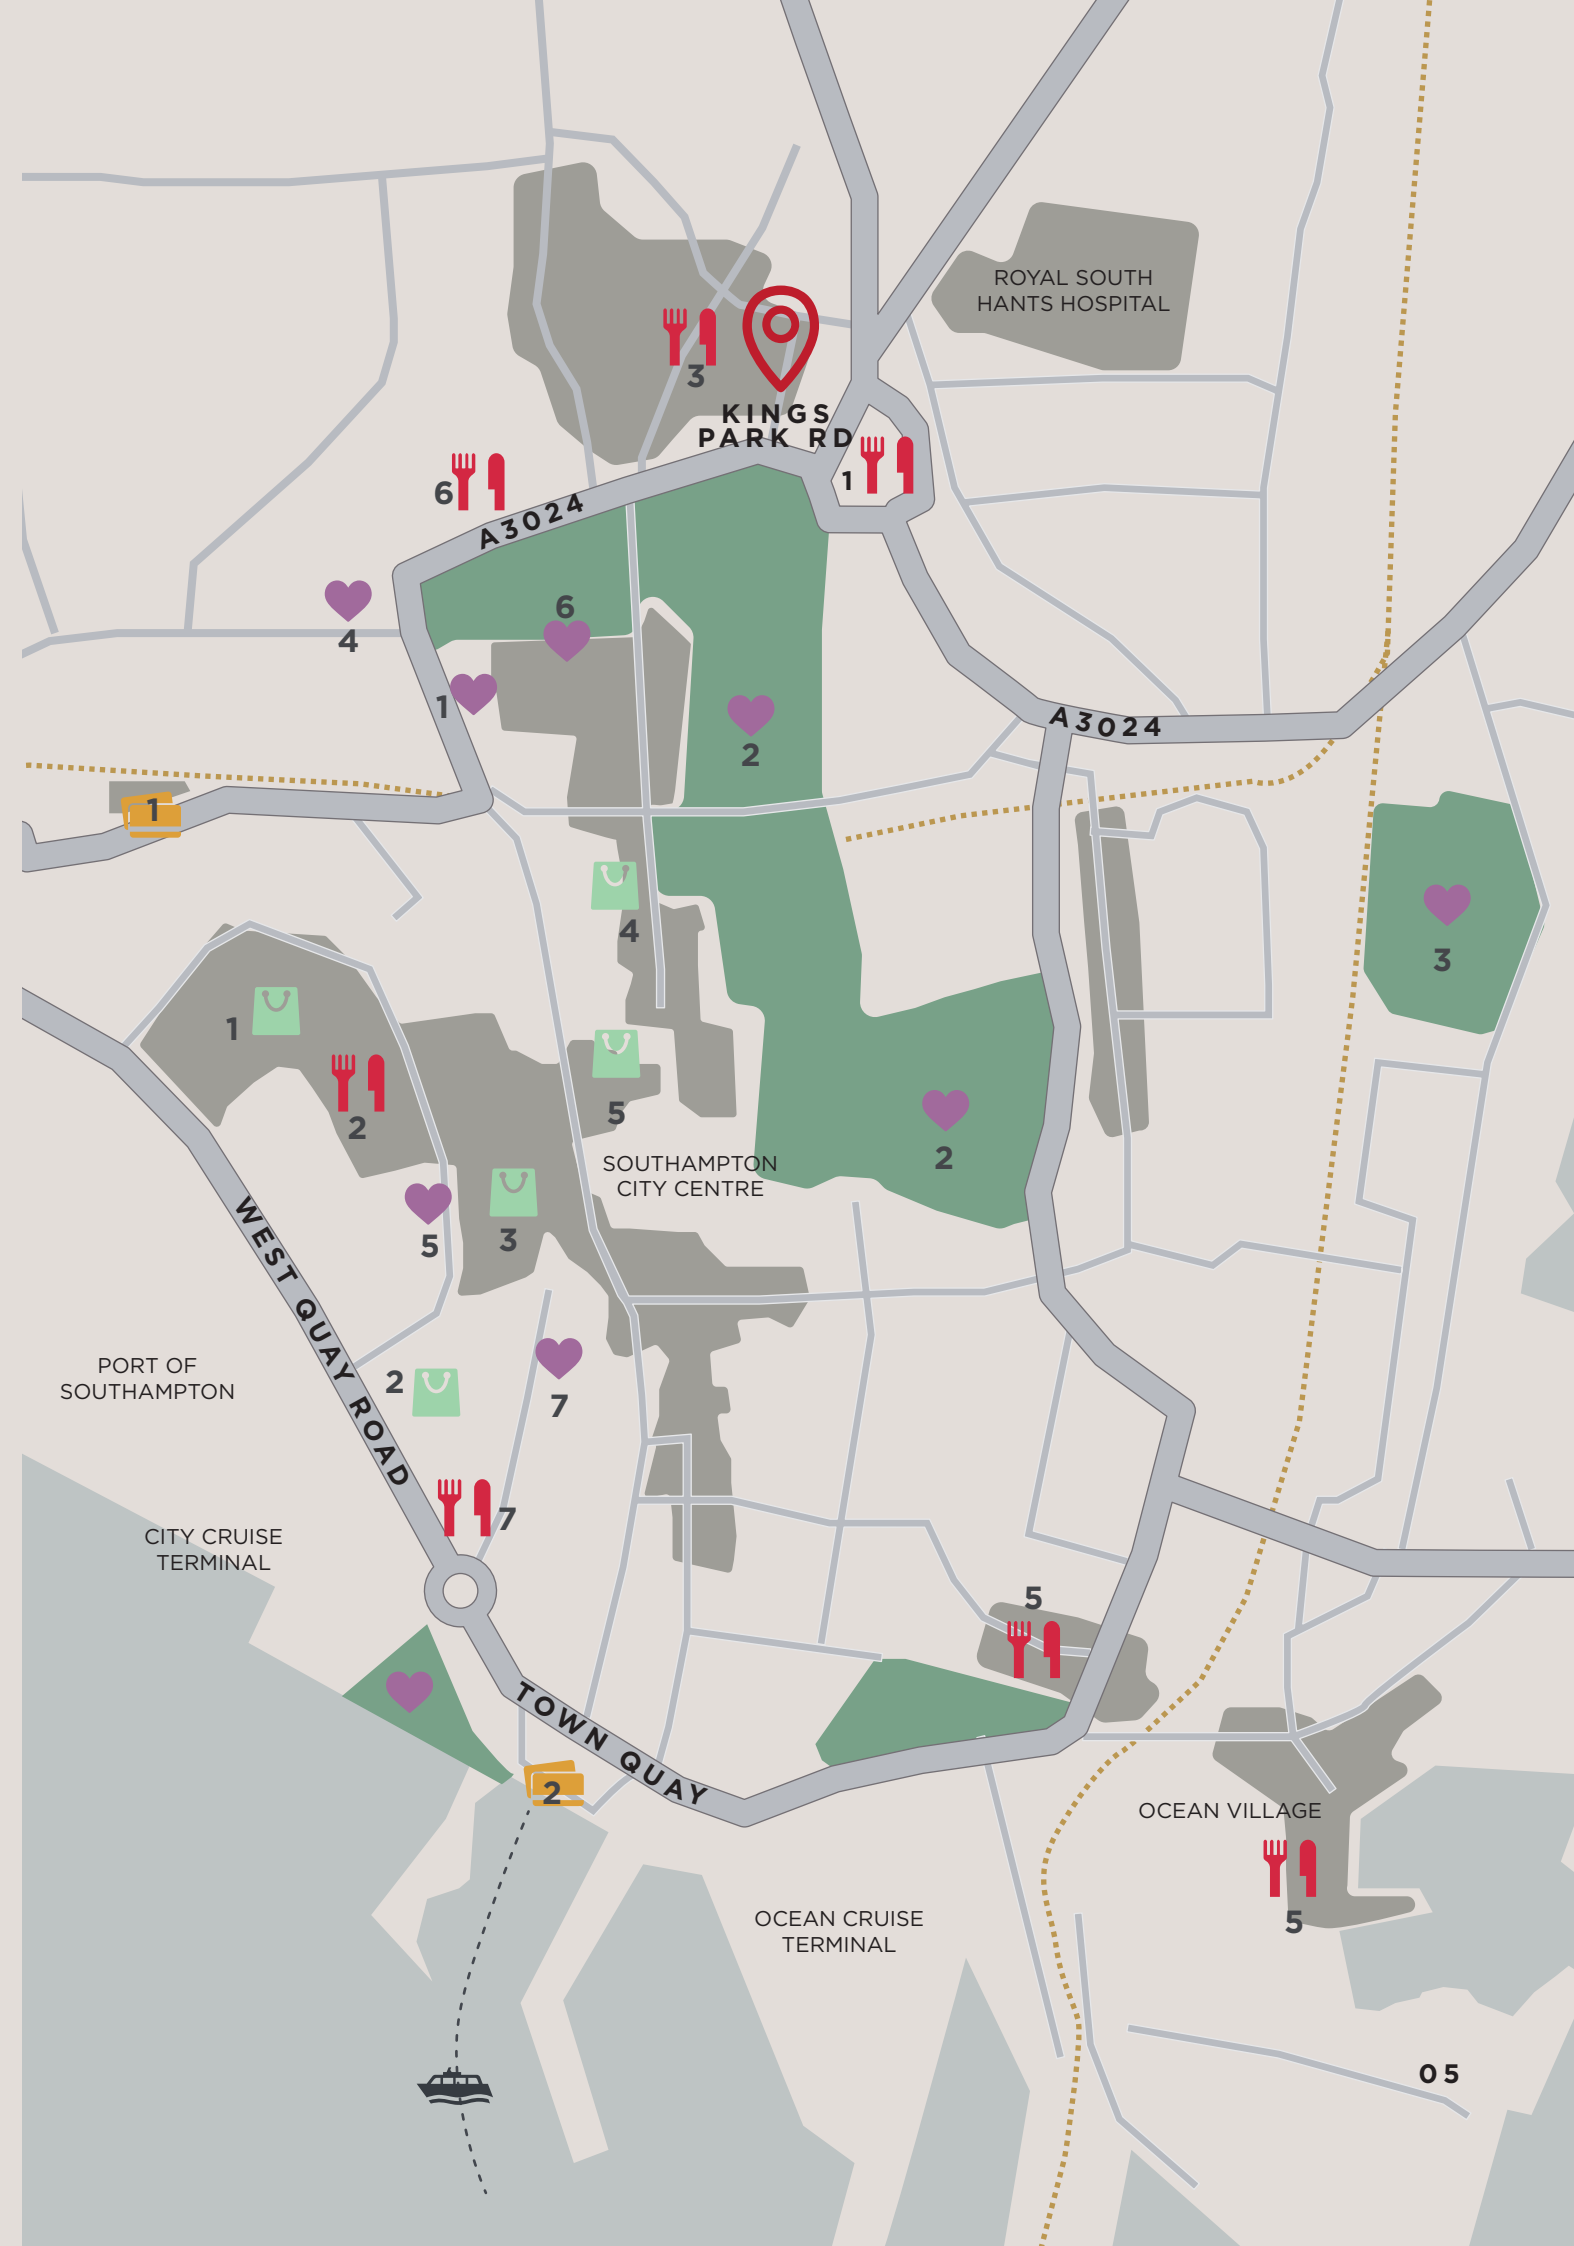 ROYAL SOUTH
HANTS HOSPITAL
3
KINGS
PARK RD
1
6
A3024
6
4
1
A3024
2
1
4
3
1
5
2
SOUTHAMPTON
CITY CENTRE
2
3
5
WEST QUAY ROAD
PORT OF
SOUTHAMPTON
2
7
7
CITY CRUISE
TERMINAL
5
TOWN QUAY
2
OCEAN VILLAGE
5
OCEAN CRUISE
TERMINAL
05